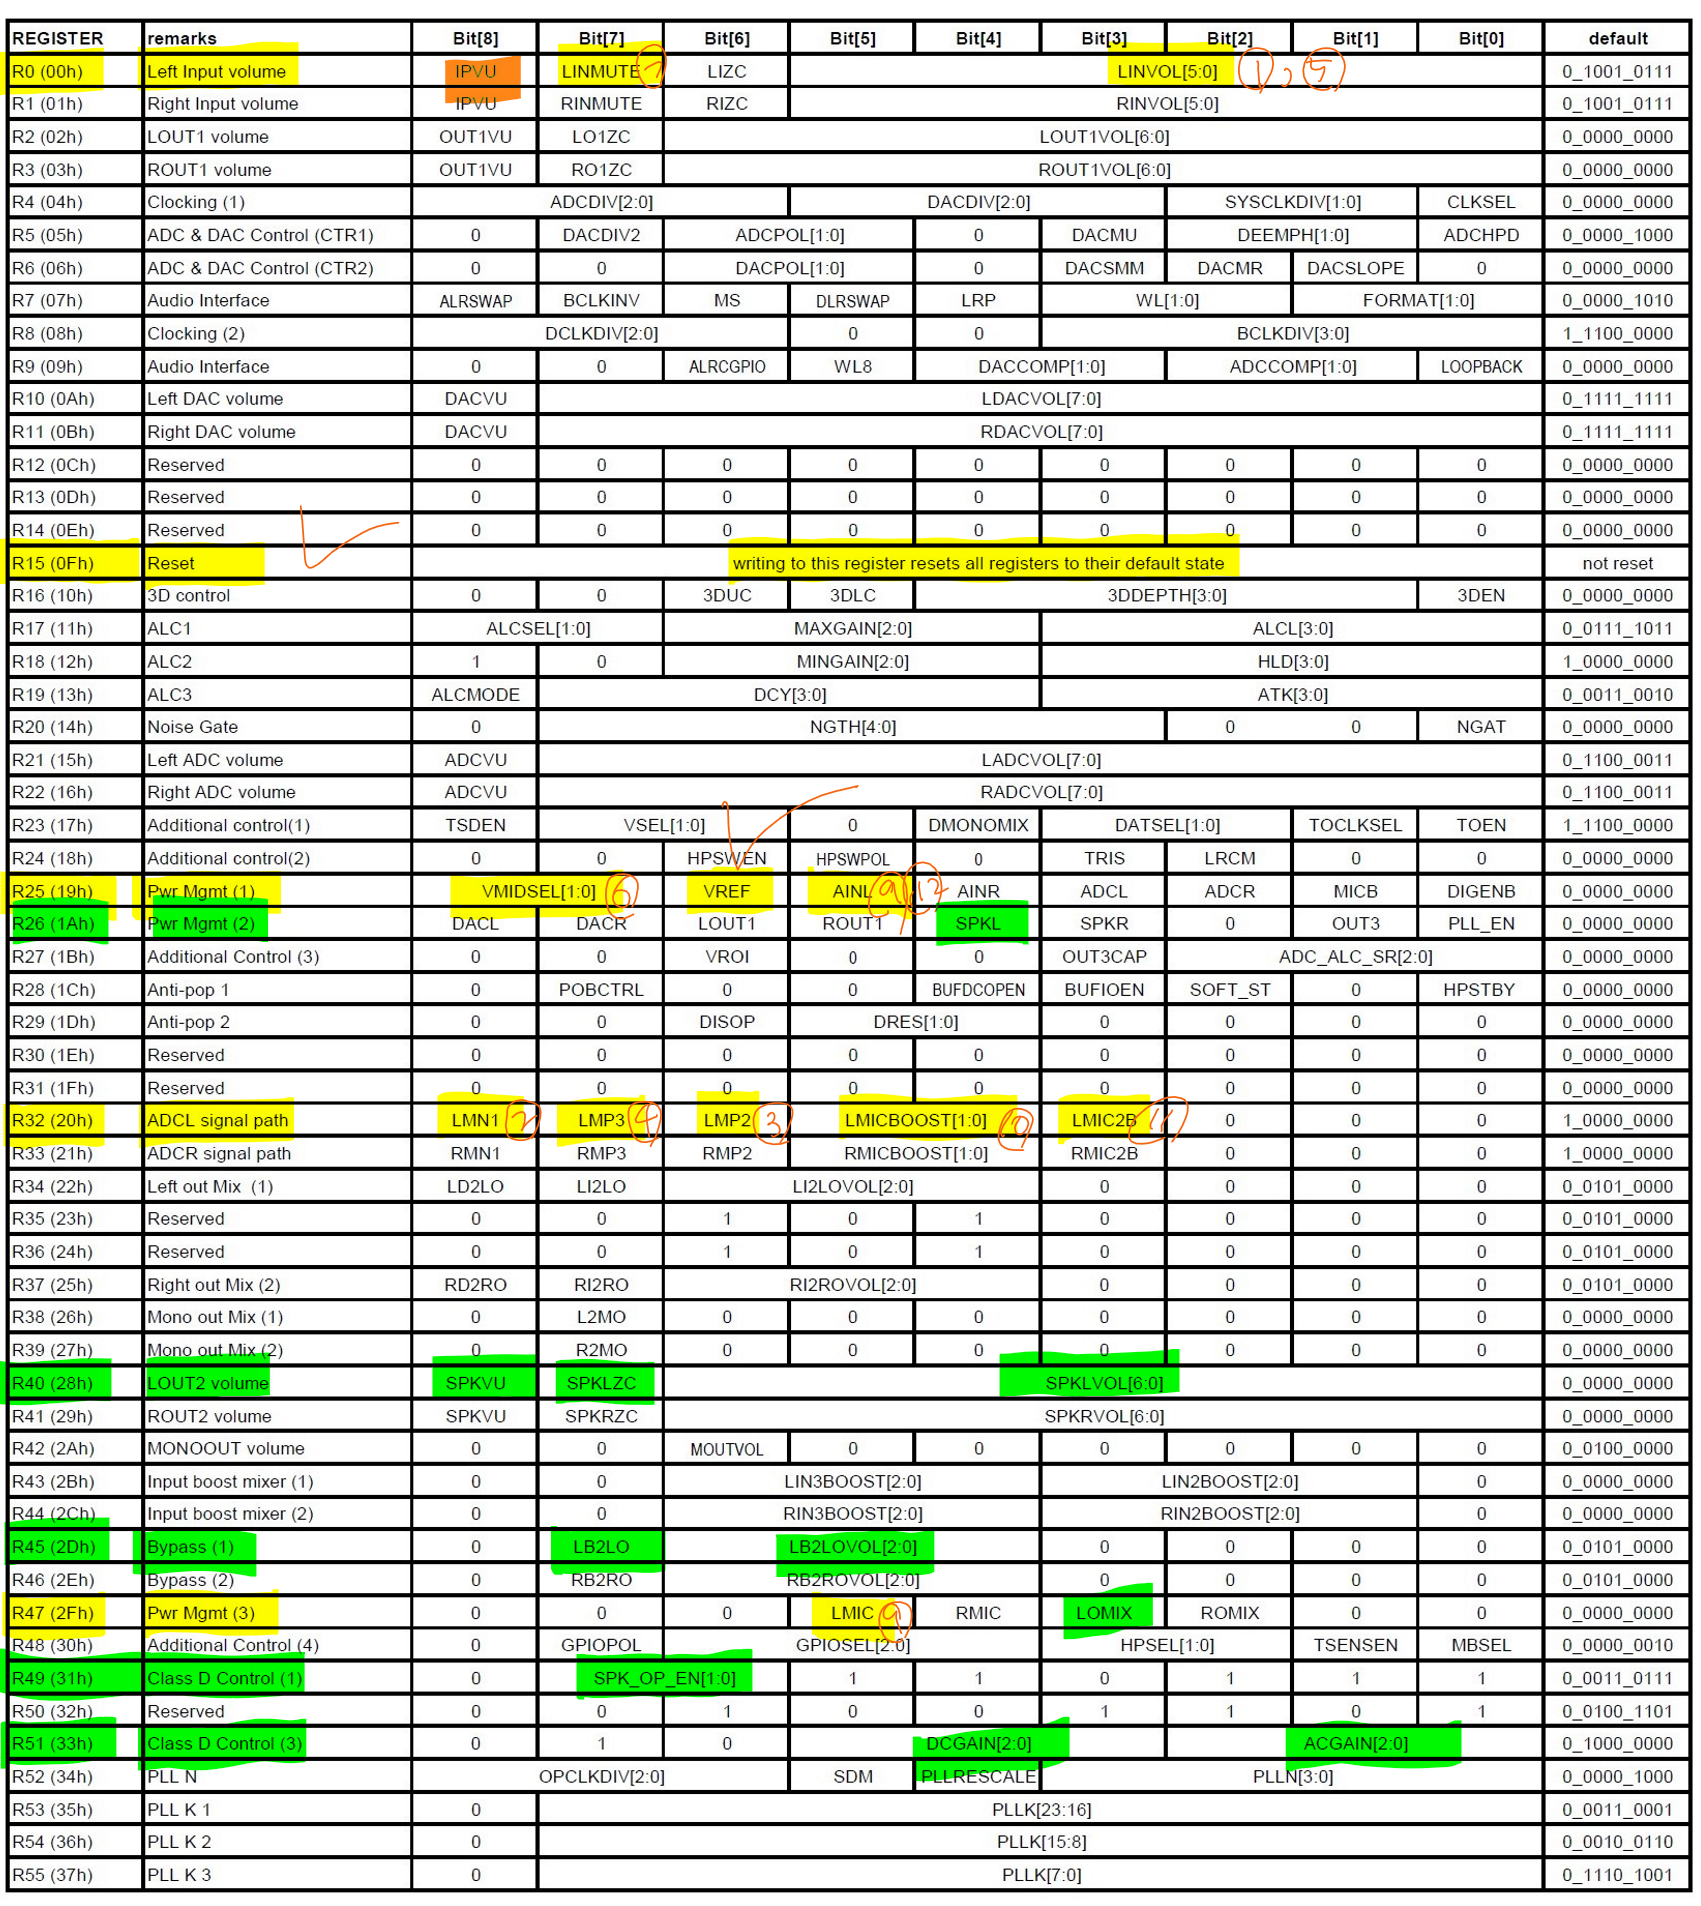 REGISTER remarks Bit[8] Bit[7] Bit[6] Bit[5] Bit[4] Bit[3] Bit[2] Bit[1] Bit[0] default
R0 (00h) Left Input volume IPVU LINMUTE 7 LIZC LINVOL[5:0] 1, 5 0_1001_0111
R1 (01h) Right Input volume IPVU RINMUTE RIZC RINVOL[5:0] 0_1001_0111
R2 (02h) LOUT1 volume OUT1VU LO1ZC LOUT1VOL[6:0] 0_0000_0000
R3 (03h) ROUT1 volume OUT1VU RO1ZC ROUT1VOL[6:0] 0_0000_0000
R4 (04h) Clocking (1) ADCDIV[2:0] DACDIV[2:0] SYSCLKDIV[1:0] CLKSEL 0_0000_0000
R5 (05h) ADC & DAC Control (CTR1) 0 DACDIV2 ADCPOL[1:0] 0 DACMU DEEMPH[1:0] ADCHPD 0_0000_1000
R6 (06h) ADC & DAC Control (CTR2) 0 0 DACPOL[1:0] 0 DACSMM DACMR DACSLOPE 0 0_0000_0000
R7 (07h) Audio Interface ALRSWAP BCLKINV MS DLRSWAP LRP WL[1:0] FORMAT[1:0] 0_0000_1010
R8 (08h) Clocking (2) DCLKDIV[2:0] 0 0 BCLKDIV[3:0] 1_1100_0000
R9 (09h) Audio Interface 0 0 ALRCGPIO WL8 DACCOMP[1:0] ADCCOMP[1:0] LOOPBACK 0_0000_0000
R10 (0Ah) Left DAC volume DACVU LDACVOL[7:0] 0_1111_1111
R11 (0Bh) Right DAC volume DACVU RDACVOL[7:0] 0_1111_1111
R12 (0Ch) Reserved 0 0 0 0 0 0 0 0 0 0_0000_0000
R13 (0Dh) Reserved 0 0 0 0 0 0 0 0 0 0_0000_0000
R14 (0Eh) Reserved 0 0 0 0 0 0 0 0 0 0_0000_0000
R15 (0Fh) Reset writing to this register resets all registers to their default state not reset
R16 (10h) 3D control 0 0 3DUC 3DLC 3DDEPTH[3:0] 3DEN 0_0000_0000
R17 (11h) ALC1 ALCSEL[1:0] MAXGAIN[2:0] ALCL[3:0] 0_0111_1011
R18 (12h) ALC2 1 0 MINGAIN[2:0] HLD[3:0] 1_0000_0000
R19 (13h) ALC3 ALCMODE DCY[3:0] ATK[3:0] 0_0011_0010
R20 (14h) Noise Gate 0 NGTH[4:0] 0 0 NGAT 0_0000_0000
R21 (15h) Left ADC volume ADCVU LADCVOL[7:0] 0_1100_0011
R22 (16h) Right ADC volume ADCVU RADCVOL[7:0] 0_1100_0011
R23 (17h) Additional control(1) TSDEN VSEL[1:0] 0 DMONOMIX DATSEL[1:0] TOCLKSEL TOEN 1_1100_0000
R24 (18h) Additional control(2) 0 0 HPSWEN HPSWPOL 0 TRIS LRCM 0 0 0_0000_0000
R25 (19h) Pwr Mgmt (1) VMIDSEL[1:0] 6 VREF AINL 9 12 AINR ADCL ADCR MICB DIGENB 0_0000_0000
R26 (1Ah) Pwr Mgmt (2) DACL DACR LOUT1 ROUT1 SPKL SPKR 0 OUT3 PLL_EN 0_0000_0000
R27 (1Bh) Additional Control (3) 0 0 VROI 0 0 OUT3CAP ADC_ALC_SR[2:0] 0_0000_0000
R28 (1Ch) Anti-pop 1 0 POBCTRL 0 0 BUFDCOPEN BUFIOEN SOFT_ST 0 HPSTBY 0_0000_0000
R29 (1Dh) Anti-pop 2 0 0 DISOP DRES[1:0] 0 0 0 0 0_0000_0000
R30 (1Eh) Reserved 0 0 0 0 0 0 0 0 0 0_0000_0000
R31 (1Fh) Reserved 0 0 0 0 0 0 0 0 0 0_0000_0000
R32 (20h) ADCL signal path LMN1 2 LMP3 4 LMP2 3 LMICBOOST[1:0] 10 LMIC2B 11 0 0 0 1_0000_0000
R33 (21h) ADCR signal path RMN1 RMP3 RMP2 RMICBOOST[1:0] RMIC2B 0 0 0 1_0000_0000
R34 (22h) Left out Mix (1) LD2LO LI2LO LI2LOVOL[2:0] 0 0 0 0 0_0101_0000
R35 (23h) Reserved 0 0 1 0 1 0 0 0 0 0_0101_0000
R36 (24h) Reserved 0 0 1 0 1 0 0 0 0 0_0101_0000
R37 (25h) Right out Mix (2) RD2RO RI2RO RI2ROVOL[2:0] 0 0 0 0 0_0101_0000
R38 (26h) Mono out Mix (1) 0 L2MO 0 0 0 0 0 0 0 0_0000_0000
R39 (27h) Mono out Mix (2) 0 R2MO 0 0 0 0 0 0 0 0_0000_0000
R40 (28h) LOUT2 volume SPKVU SPKLZC SPKLVOL[6:0] 0_0000_0000
R41 (29h) ROUT2 volume SPKVU SPKRZC SPKRVOL[6:0] 0_0000_0000
R42 (2Ah) MONOOUT volume 0 0 MOUTVOL 0 0 0 0 0 0 0_0100_0000
R43 (2Bh) Input boost mixer (1) 0 0 LIN3BOOST[2:0] LIN2BOOST[2:0] 0 0_0000_0000
R44 (2Ch) Input boost mixer (2) 0 0 RIN3BOOST[2:0] RIN2BOOST[2:0] 0 0_0000_0000
R45 (2Dh) Bypass (1) 0 LB2LO LB2LOVOL[2:0] 0 0 0 0 0_0101_0000
R46 (2Eh) Bypass (2) 0 RB2RO RB2ROVOL[2:0] 0 0 0 0 0_0101_0000
R47 (2Fh) Pwr Mgmt (3) 0 0 0 LMIC 9 RMIC LOMIX ROMIX 0 0 0_0000_0000
R48 (30h) Additional Control (4) 0 GPIOPOL GPIOSEL[2:0] HPSEL[1:0] TSENSEN MBSEL 0_0000_0010
R49 (31h) Class D Control (1) 0 SPK_OP_EN[1:0] 1 1 0 1 1 1 0_0011_0111
R50 (32h) Reserved 0 0 1 0 0 1 1 0 1 0_0100_1101
R51 (33h) Class D Control (3) 0 1 0 DCGAIN[2:0] ACGAIN[2:0] 0_1000_0000
R52 (34h) PLL N OPCLKDIV[2:0] SDM PLLRESCALE PLLN[3:0] 0_0000_1000
R53 (35h) PLL K 1 0 PLLK[23:16] 0_0011_0001
R54 (36h) PLL K 2 0 PLLK[15:8] 0_0010_0110
R55 (37h) PLL K 3 0 PLLK[7:0] 0_1110_1001